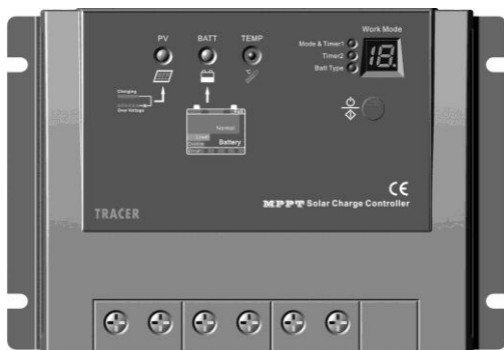 PV BATT TEMP
Work Mode
Mode & Timer1
Timer2
Batt Type
18.
Charging
Over Voltage
Full
Normal
Battery
TRACER
CE
MPPT Solar Charge Controller